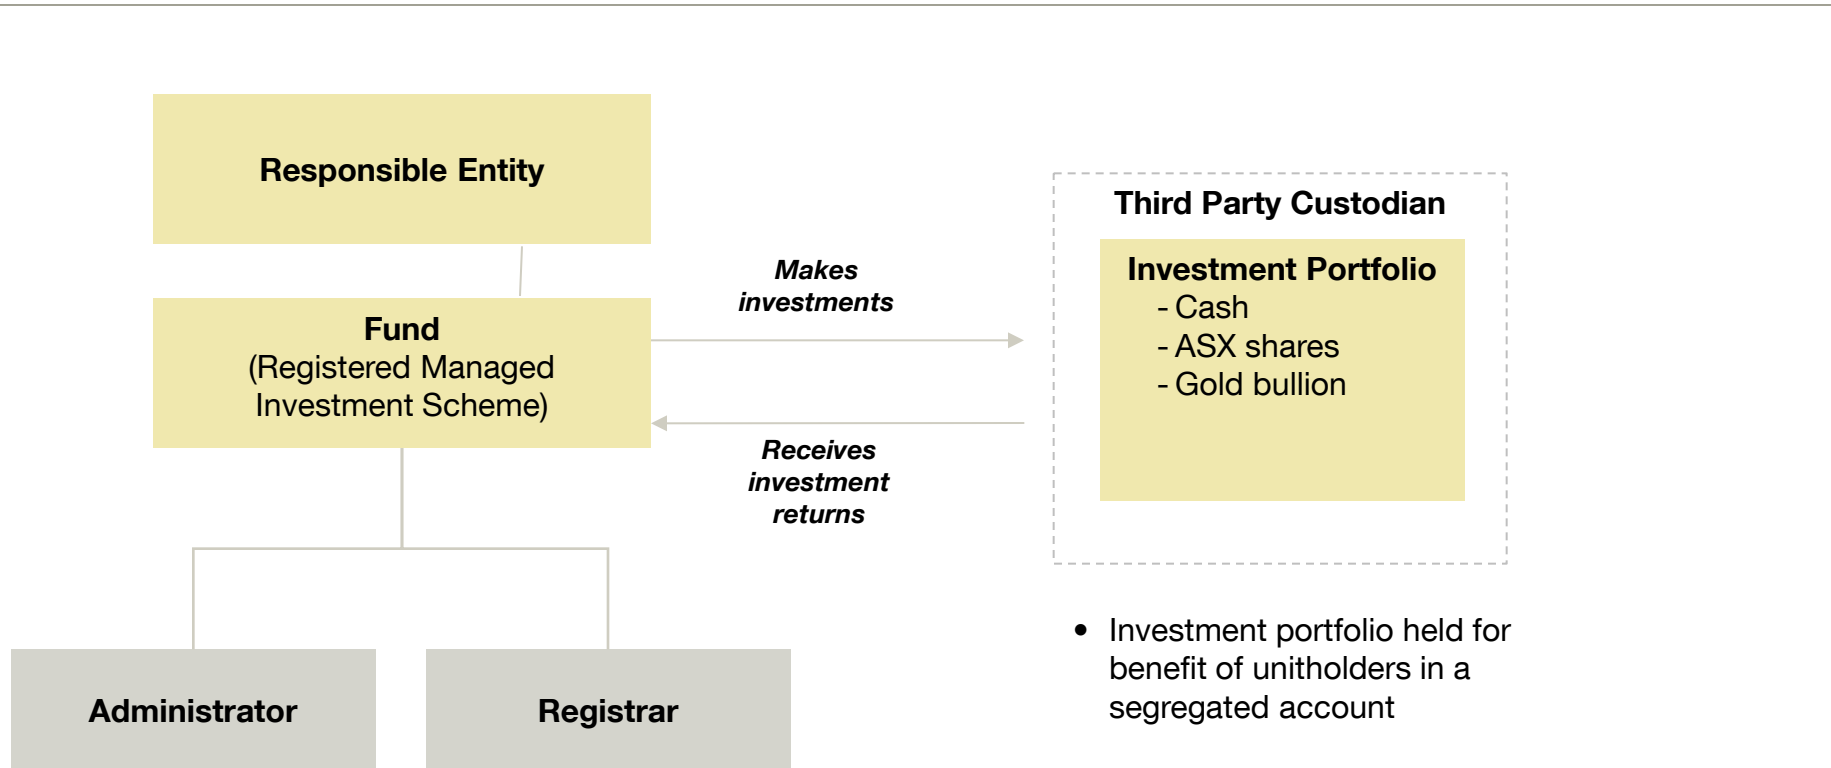 Responsible Entity
Fund
(Registered Managed
Investment Scheme)
Makes
investments
Receives
investment
returns
Third Party Custodian
Investment Portfolio
- Cash
- ASX shares
- Gold bullion
Administrator
Registrar
• Investment portfolio held for
benefit of unitholders in a
segregated account